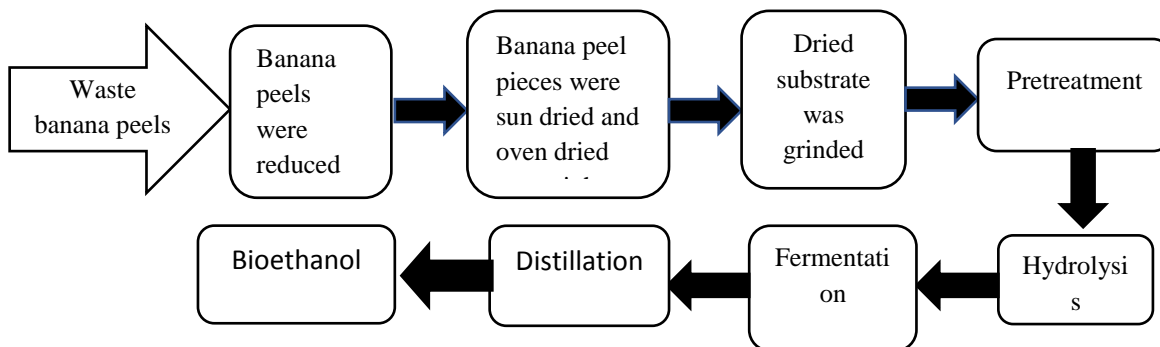 Waste
banana peels
Banana
peels
were
reduced
Banana peel
pieces were
sun dried and
oven dried
Dried
substrate
was
grinded
Pretreatment
Hydrolysi
s
Fermentati
on
Distillation
Bioethanol